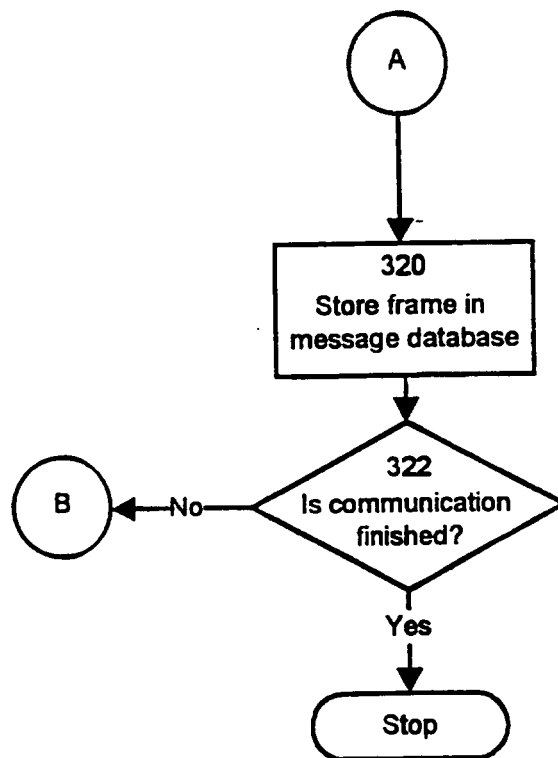 A
320
Store frame in
message database
322
Is communication
finished?
B
No
Yes
Stop